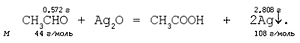 0,572 г 2,808 г
CH₃CHO + Ag₂O = CH₃COOH + 2Ag↓.
М 44 г/моль 108 г/моль